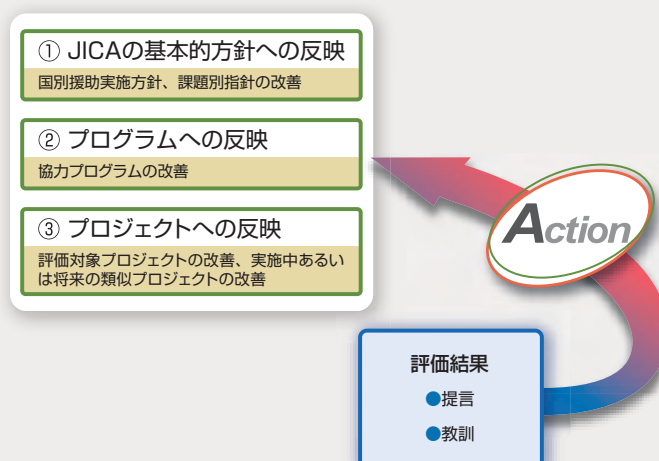 ① JICAの基本的方針への反映
国別援助実施方針、課題別指針の改善
② プログラムへの反映
協力プログラムの改善
③ プロジェクトへの反映
評価対象プロジェクトの改善、実施中あるい
は将来の類似プロジェクトの改善
Action
評価結果
●提言
●教訓